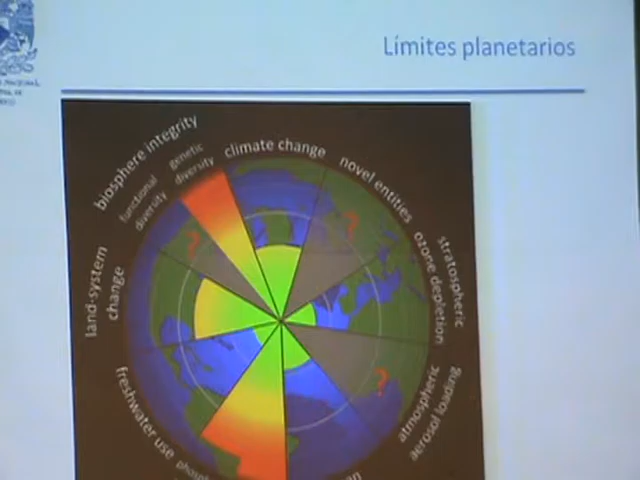 Límites planetarios
biosphere integrity
functional
diversity
genetic
diversity
climate change
novel entities
stratospheric
ozone depletion
atmospheric
aerosol loading
freshwater use
land-system
change
?
?
?